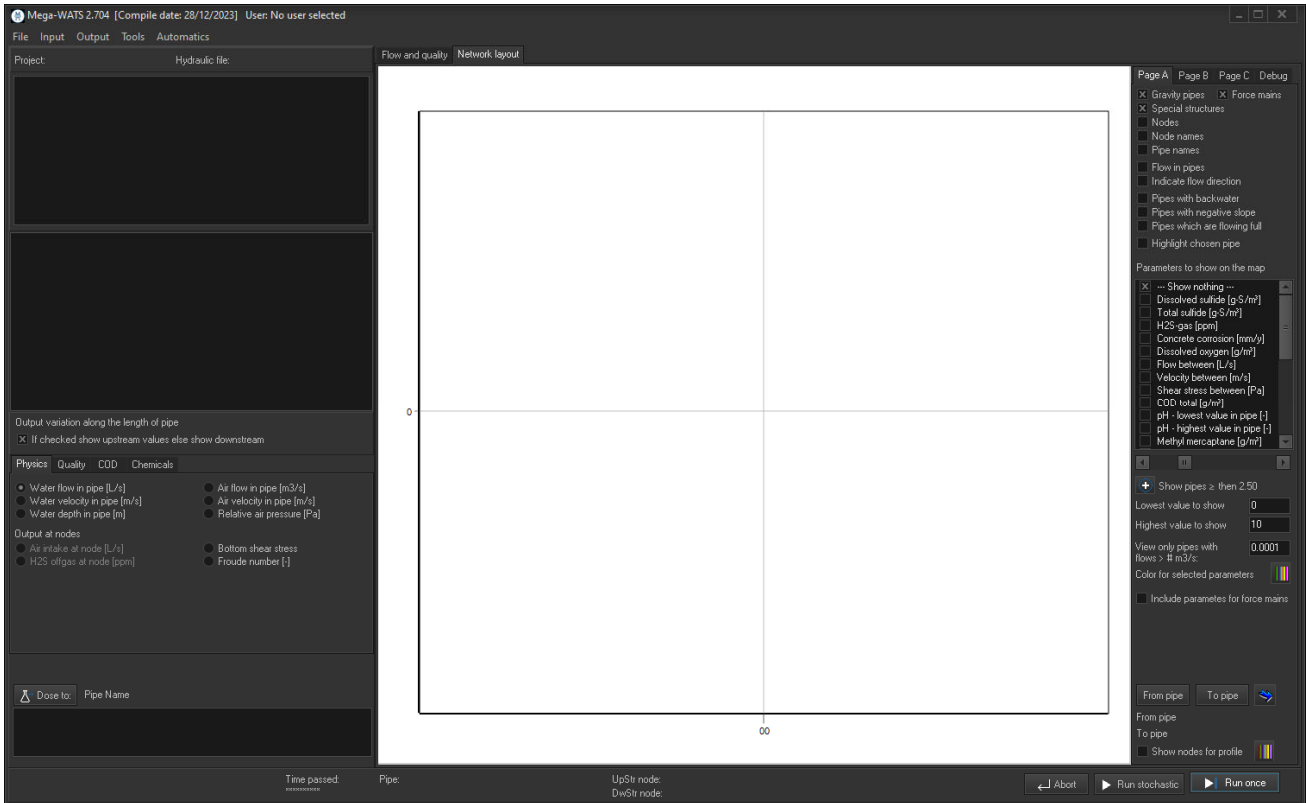 Mega-WATS 2.704 [Compile date: 28/12/2023] User: No user selected
File Input Output Tools Automatics
Project: Hydraulic file:
Flow and quality Network layout
Output variation along the length of pipe
If checked show upstream values else show downstream
Physics Quality COD Chemicals
Water flow in pipe [L/s] Air flow in pipe [m3/s]
Water velocity in pipe [m/s] Air velocity in pipe [m/s]
Water depth in pipe [m] Relative air pressure [Pa]
Output at nodes
Air intake at node [L/s] Bottom shear stress
H2S offgas at node [ppm] Froude number [-]
Dose to: Pipe Name
0
00
Page A Page B Page C Debug
Gravity pipes Force mains
Special structures
Nodes
Node names
Pipe names
Flow in pipes
Indicate flow direction
Pipes with backwater
Pipes with negative slope
Pipes which are flowing full
Highlight chosen pipe
Parameters to show on the map
--- Show nothing ---
Dissolved sulfide [g-S/m³]
Total sulfide [g-S/m³]
H2S-gas [ppm]
Concrete corrosion [mm/y]
Dissolved oxygen [g/m³]
Flow between [L/s]
Velocity between [m/s]
Shear stress between [Pa]
COD total [g/m³]
pH - lowest value in pipe [-]
pH - highest value in pipe [-]
Methyl mercaptane [g/m³]
Show pipes ≥ then 2.50
Lowest value to show 0
Highest value to show 10
View only pipes with 0.0001
flows > # m3/s:
Color for selected parameters
Include parametes for force mains
From pipe To pipe
From pipe
To pipe
Show nodes for profile
Time passed: Pipe: UpStr node:
********** DwStr node:
Abort Run stochastic Run once